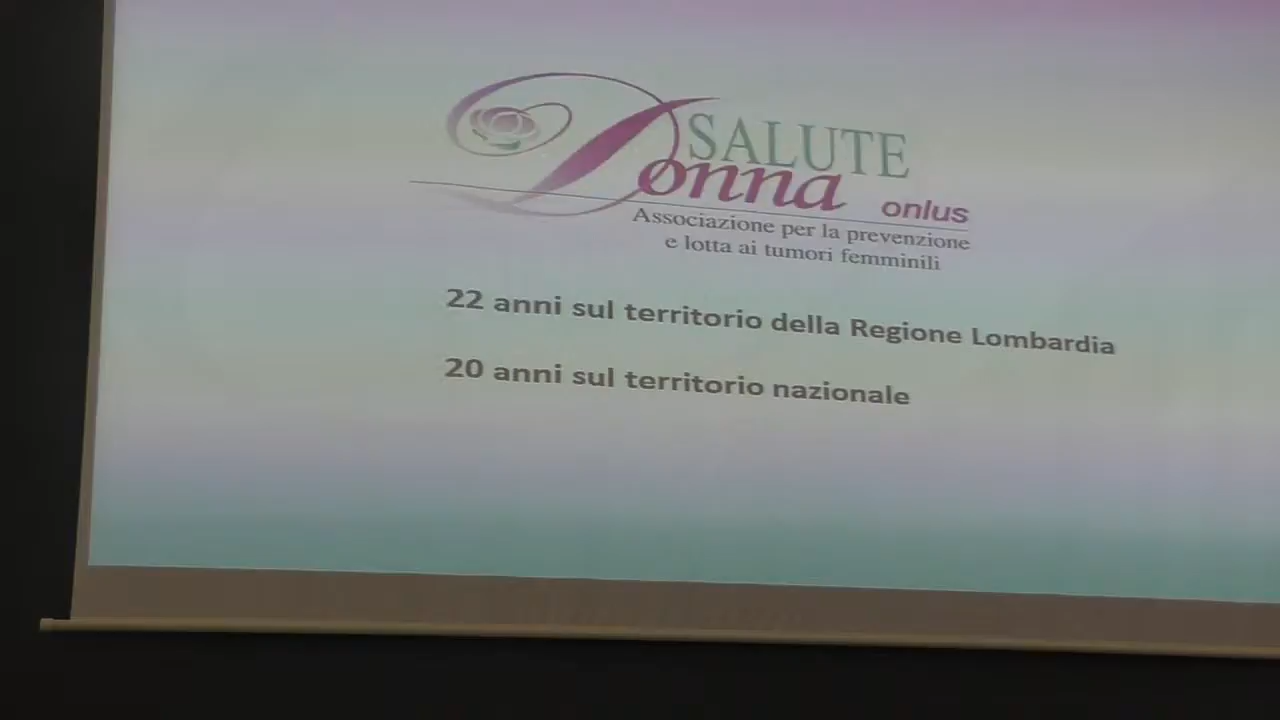 SALUTE
Donna onlus
Associazione per la prevenzione
e lotta ai tumori femminili
22 anni sul territorio della Regione Lombardia
20 anni sul territorio nazionale